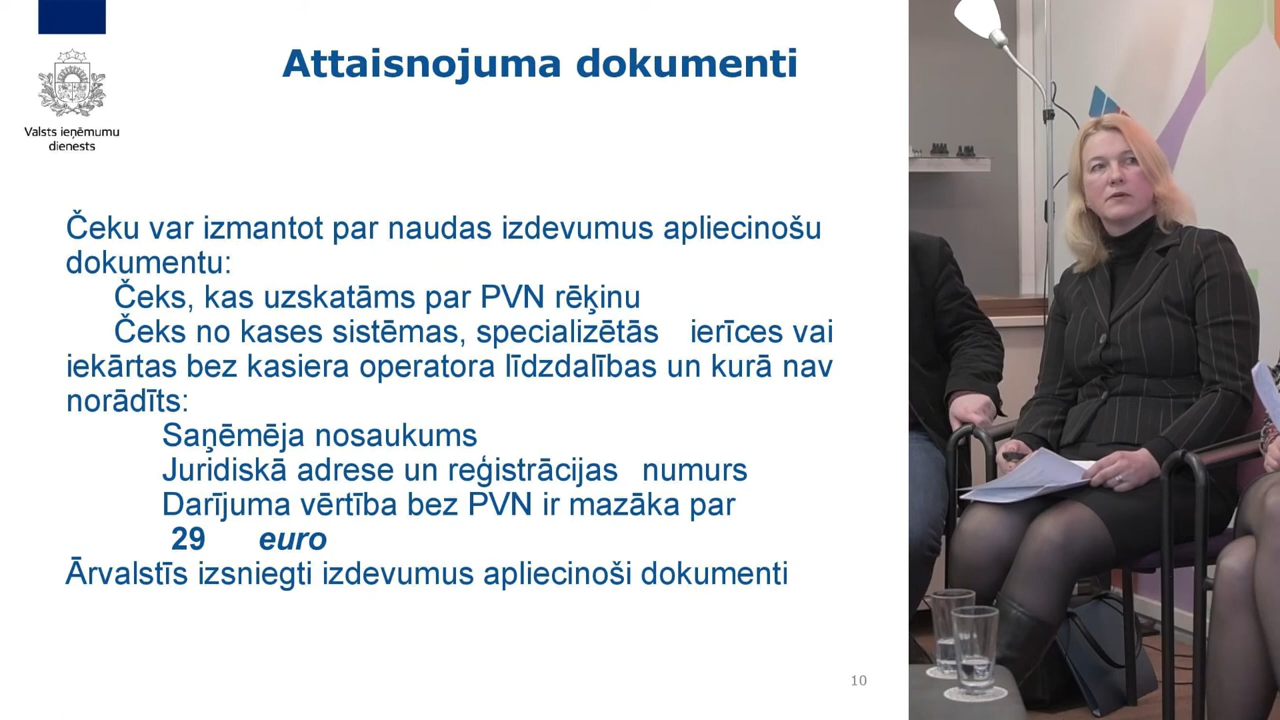 Valsts ieņēmumu
dienests
Attaisnojuma dokumenti
Čeku var izmantot par naudas izdevumus apliecinošu
dokumentu:
Čeks, kas uzskatāms par PVN rēķinu
Čeks no kases sistēmas, specializētās ierīces vai
iekārtas bez kasiera operatora līdzdalības un kurā nav
norādīts:
Saņēmēja nosaukums
Juridiskā adrese un reģistrācijas numurs
Darījuma vērtība bez PVN ir mazāka par
29 euro
Ārvalstīs izsniegti izdevumus apliecinoši dokumenti
10